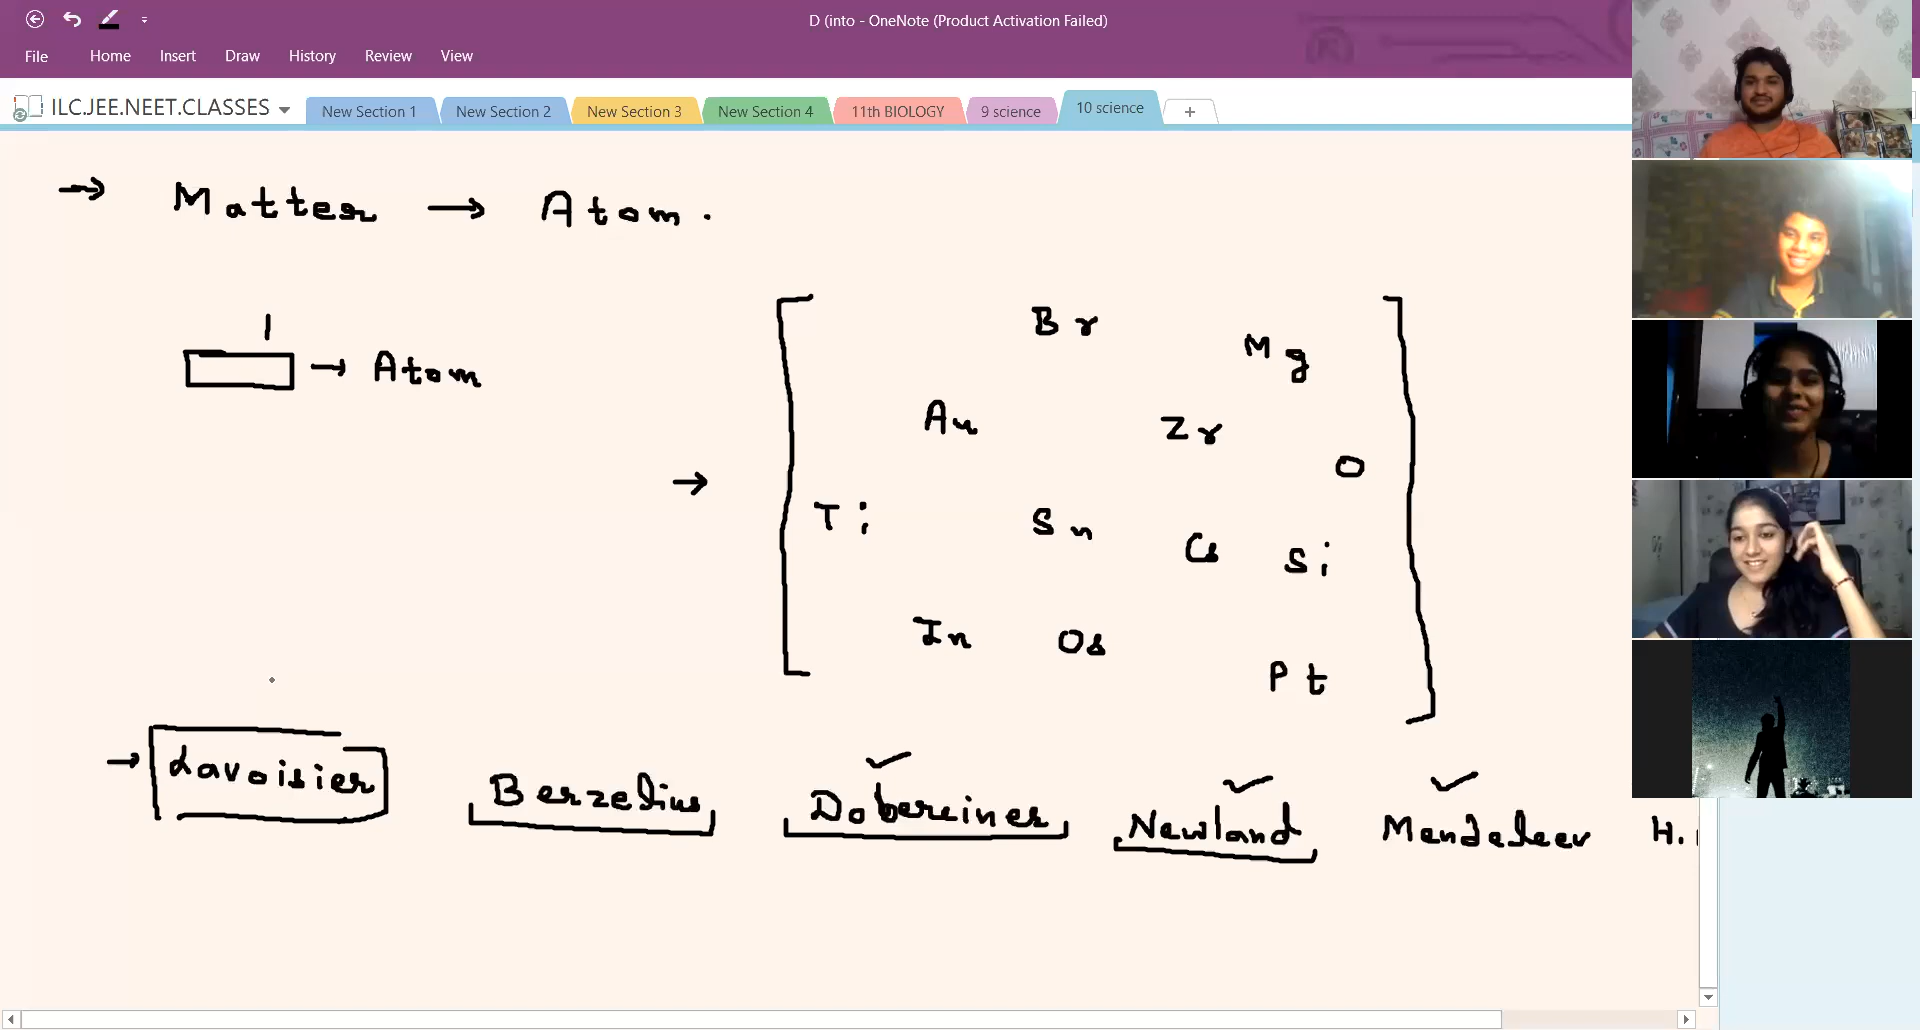 D (into - OneNote (Product Activation Failed)
File Home Insert Draw History Review View
ILC.JEE.NEET.CLASSES New Section 1 New Section 2 New Section 3 New Section 4 11th BIOLOGY 9 science 10 science +
→ Matter → Atom.
Br
Mg
→ Atom
Au Zr
O
→
Ti Sn
Cs Si
In Os
Pt
→ Lavoisier Berzelius Dobereiner Newland Mendeleev H.